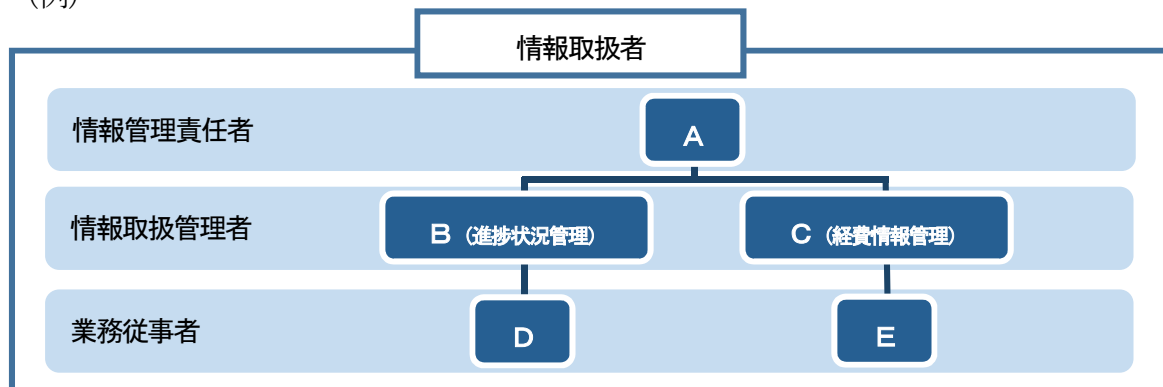 （例）
情報取扱者
情報管理責任者
A
情報取扱管理者
B（進捗状況管理）
C（経費情報管理）
業務従事者
D
E